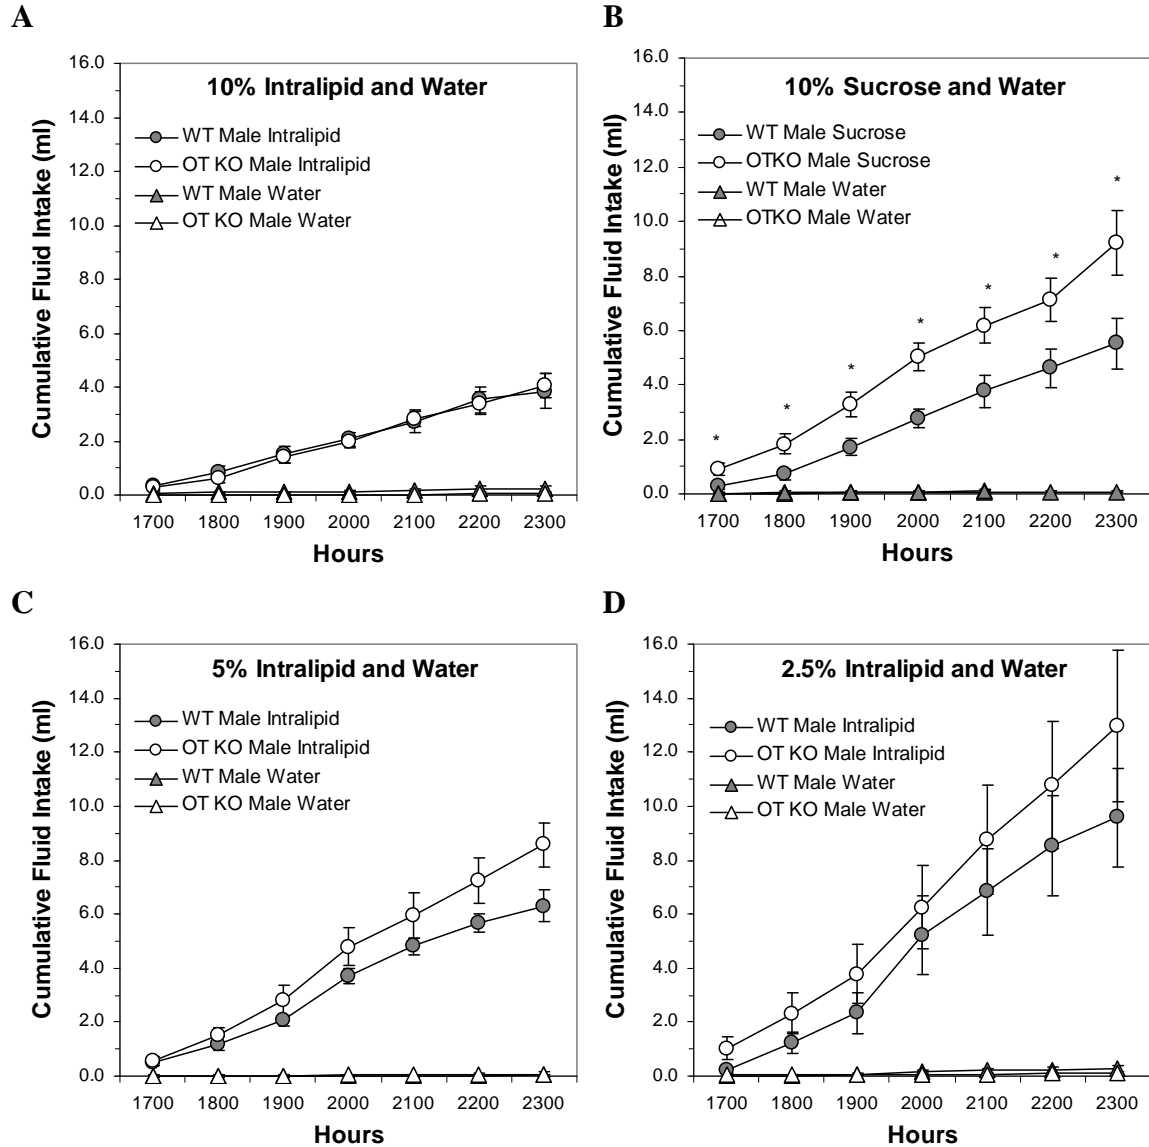 A
10% Intralipid and Water
WT Male Intralipid
OT KO Male Intralipid
WT Male Water
OT KO Male Water
Cumulative Fluid Intake (ml)
16.0
14.0
12.0
10.0
8.0
6.0
4.0
2.0
0.0
1700 1800 1900 2000 2100 2200 2300
Hours
B
10% Sucrose and Water
WT Male Sucrose
OTKO Male Sucrose
WT Male Water
OTKO Male Water
Cumulative Fluid Intake (ml)
16.0
14.0
12.0
10.0
8.0
6.0
4.0
2.0
0.0
* * * * * * *
1700 1800 1900 2000 2100 2200 2300
Hours
C
5% Intralipid and Water
WT Male Intralipid
OT KO Male Intralipid
WT Male Water
OT KO Male Water
Cumulative Fluid Intake (ml)
16.0
14.0
12.0
10.0
8.0
6.0
4.0
2.0
0.0
1700 1800 1900 2000 2100 2200 2300
Hours
D
2.5% Intralipid and Water
WT Male Intralipid
OT KO Male Intralipid
WT Male Water
OT KO Male Water
Cumulative Fluid Intake (ml)
16.0
14.0
12.0
10.0
8.0
6.0
4.0
2.0
0.0
1700 1800 1900 2000 2100 2200 2300
Hours